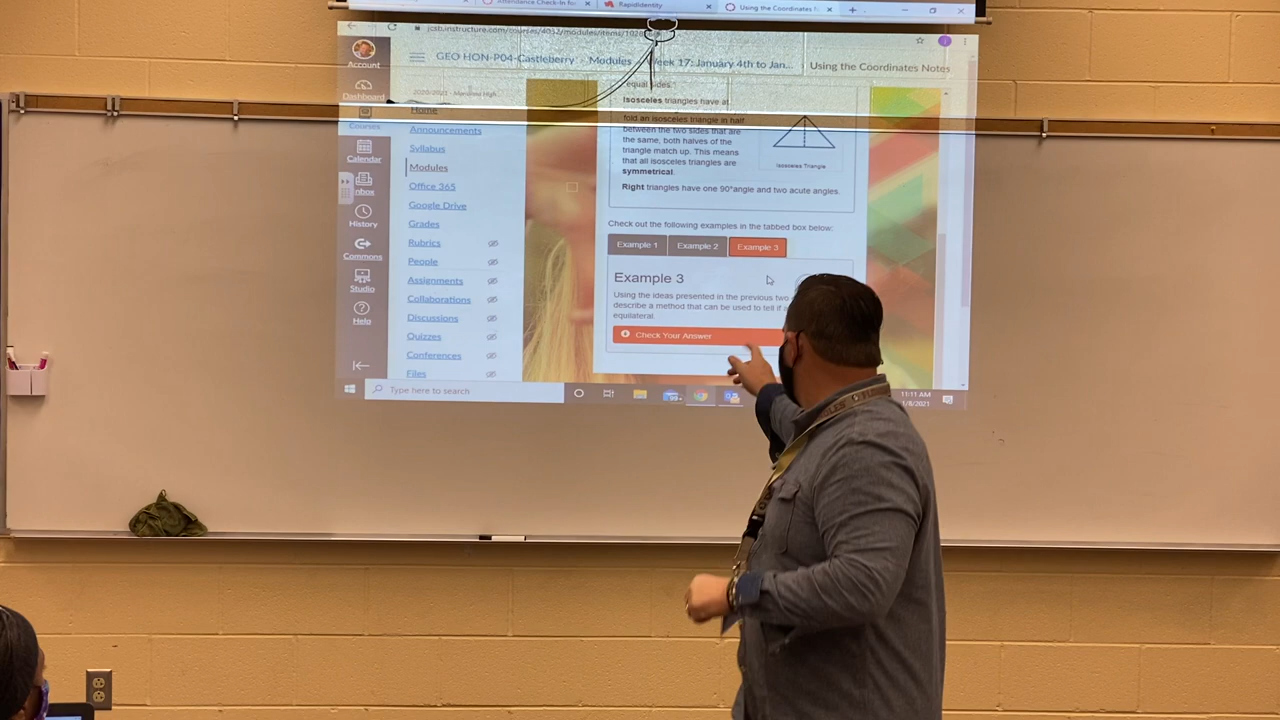 Attendance Check-In for
RapidIdentity
Using the Coordinates f
GEO HON-P04-Castleberry
Modules
Week 17: January 4th to Jan...
Using the Coordinates Notes
Account
Dashboard
Courses
Calendar
Inbox
History
Commons
Studio
Help
Home
Announcements
Syllabus
Modules
Office 365
Google Drive
Grades
Rubrics
People
Assignments
Collaborations
Discussions
Quizzes
Conferences
Files
equal sides.
Isosceles triangles have at
fold an isosceles triangle in half
between the two sides that are
the same, both halves of the
triangle match up. This means
that all isosceles triangles are
symmetrical.
Isosceles Triangle
Right triangles have one 90°angle and two acute angles.
Check out the following examples in the tabbed box below:
Example 1
Example 2
Example 3
Example 3
Using the ideas presented in the previous two
describe a method that can be used to tell if
equilateral.
Check Your Answer
Type here to search
99+
11:11 AM
1/6/2021